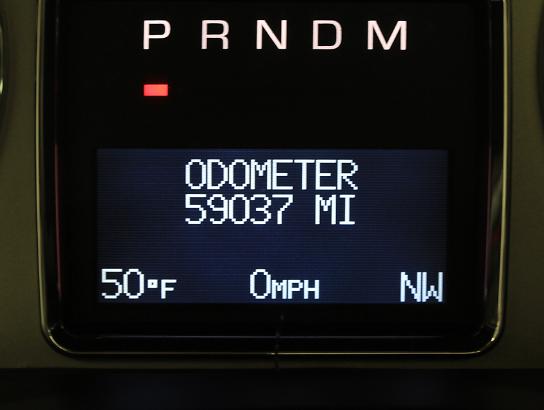 P R N D M
ODOMETER
59037 MI
50°F 0MPH NW